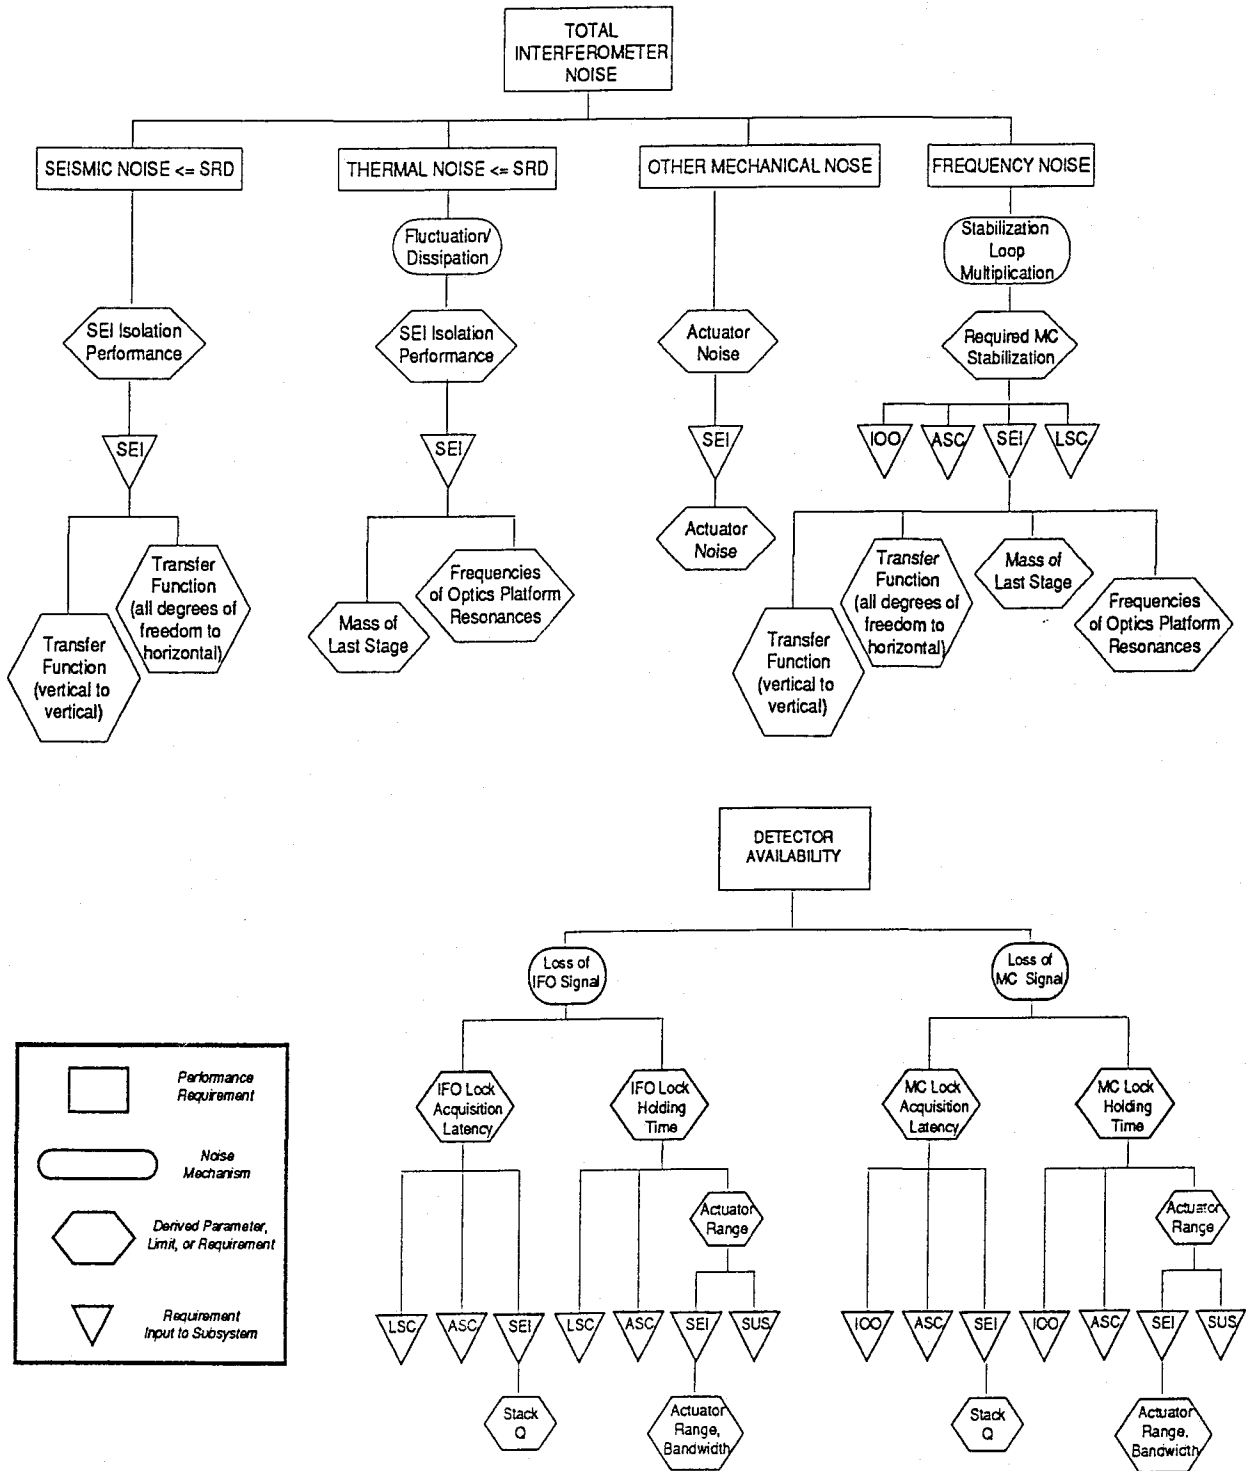 TOTAL
INTERFEROMETER
NOISE
SEISMIC NOISE <= SRD
THERMAL NOISE <= SRD
OTHER MECHANICAL NOSE
FREQUENCY NOISE
Fluctuation/
Dissipation
Stabilization
Loop
Multiplication
SEI Isolation
Performance
SEI Isolation
Performance
Actuator
Noise
Required MC
Stabilization
SEI
SEI
SEI
IOO
ASC
SEI
LSC
Transfer
Function
(vertical to
vertical)
Transfer
Function
(all degrees of
freedom to
horizontal)
Mass of
Last Stage
Frequencies
of Optics Platform
Resonances
Actuator
Noise
Transfer
Function
(vertical to
vertical)
Transfer
Function
(all degrees of
freedom to
horizontal)
Mass of
Last Stage
Frequencies
of Optics Platform
Resonances
DETECTOR
AVAILABILITY
Loss of
IFO Signal
Loss of
MC Signal
IFO Lock
Acquisition
Latency
IFO Lock
Holding
Time
MC Lock
Acquisition
Latency
MC Lock
Holding
Time
Actuator
Range
Actuator
Range
LSC
ASC
SEI
LSC
ASC
SEI
SUS
IOO
ASC
SEI
IOO
ASC
SEI
SUS
Stack
Q
Actuator
Range,
Bandwidth
Stack
Q
Actuator
Range,
Bandwidth
Performance
Requirement
Noise
Mechanism
Derived Parameter,
Limit, or Requirement
Requirement
Input to Subsystem